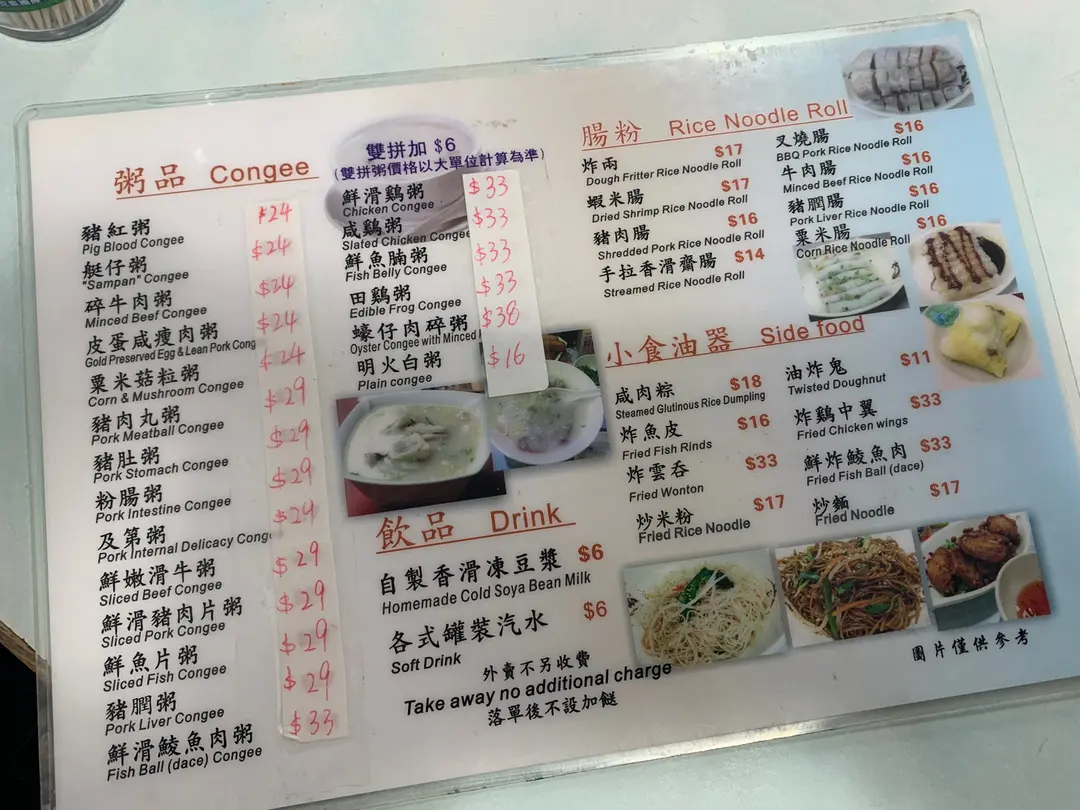 粥品 Congee
豬紅粥 $24
Pig Blood Congee
艇仔粥 $24
"Sampan" Congee
碎牛肉粥 $24
Minced Beef Congee
皮蛋咸瘦肉粥 $24
Gold Preserved Egg & Lean Pork Cong
粟米菇粒粥 $24
Corn & Mushroom Congee
豬肉丸粥 $29
Pork Meatball Congee
豬肚粥 $29
Pork Stomach Congee
粉腸粥 $29
Pork Intestine Congee
及第粥 $29
Pork Internal Delicacy Cong
鮮嫩滑牛粥 $29
Sliced Beef Congee
鮮滑豬肉片粥 $29
Sliced Pork Congee
鮮魚片粥 $29
Sliced Fish Congee
豬膶粥 $29
Pork Liver Congee
鮮滑鯪魚肉粥 $33
Fish Ball (dace) Congee
雙拼加 $6
(雙拼粥價格以大單位計算為準)
鮮滑鷄粥 $33
Chicken Congee
咸鷄粥 $33
Slated Chicken Congee
鮮魚腩粥 $33
Fish Belly Congee
田鷄粥 $33
Edible Frog Congee
蠔仔肉碎粥 $38
Oyster Congee with Minced
明火白粥 $16
Plain congee
飲品 Drink
自製香滑凍豆漿 $6
Homemade Cold Soya Bean Milk
各式罐裝汽水 $6
Soft Drink
外賣不另收費
Take away no additional charge
落單後不設加餸
腸粉 Rice Noodle Roll
炸兩 $17
Dough Fritter Rice Noodle Roll
蝦米腸 $17
Dried Shrimp Rice Noodle Roll
豬肉腸 $16
Shredded Pork Rice Noodle Roll
手拉香滑齋腸 $14
Streamed Rice Noodle Roll
叉燒腸 $16
BBQ Pork Rice Noodle Roll
牛肉腸 $16
Minced Beef Rice Noodle Roll
豬膶腸 $16
Pork Liver Rice Noodle Roll
粟米腸 $16
Corn Rice Noodle Roll
小食油器 Side food
咸肉粽 $18
Steamed Glutinous Rice Dumpling
炸魚皮 $16
Fried Fish Rinds
炸雲吞 $33
Fried Wonton
炒米粉 $17
Fried Rice Noodle
油炸鬼 $11
Twisted Doughnut
炸鷄中翼 $33
Fried Chicken wings
鮮炸鯪魚肉 $33
Fried Fish Ball (dace)
炒麵 $17
Fried Noodle
圖片僅供參考